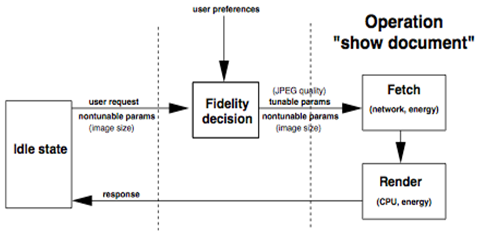 user preferences
Operation
"show document"
Idle state
user request
nontunable params
(image size)
Fidelity
decision
(JPEG quality)
tunable params
nontunable params
(image size)
Fetch
(network, energy)
Render
(CPU, energy)
response